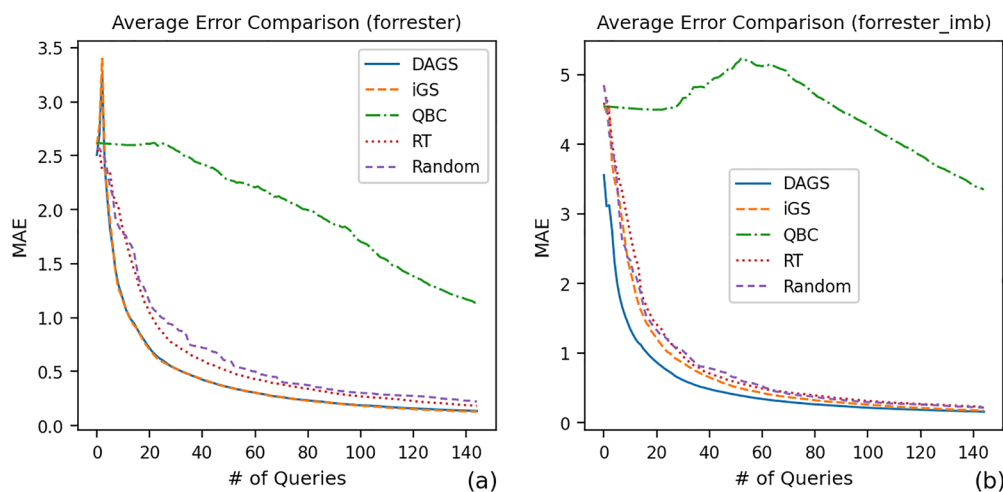 Average Error Comparison (forrester)
3.5
3.0
2.5
2.0
1.5
1.0
0.5
0.0
MAE
DAGS
iGS
QBC
RT
Random
0 20 40 60 80 100 120 140
# of Queries
(a)
Average Error Comparison (forrester_imb)
5
4
3
2
1
0
MAE
DAGS
iGS
QBC
RT
Random
0 20 40 60 80 100 120 140
# of Queries
(b)